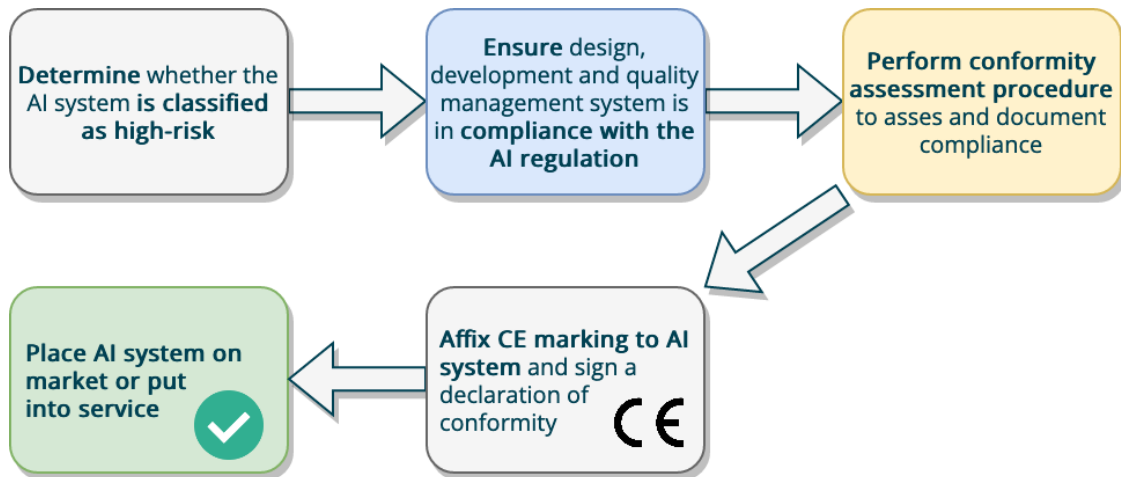 Determine whether the
AI system is classified
as high-risk
Ensure design,
development and quality
management system is
in compliance with the
AI regulation
Perform conformity
assessment procedure
to asses and document
compliance
Affix CE marking to AI
system and sign a
declaration of
conformity
CE
Place AI system on
market or put
into service